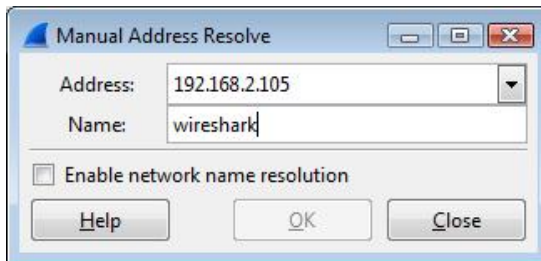 Manual Address Resolve
Address: 192.168.2.105
Name: wireshark
Enable network name resolution
Help OK Close